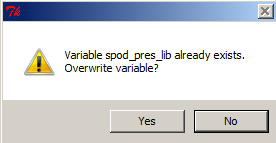 Variable spod_pres_lib already exists.
Overwrite variable?
Yes
No